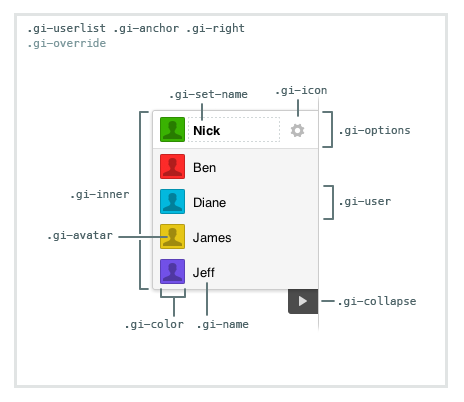 .gi-userlist .gi-anchor .gi-right
.gi-override
.gi-set-name
.gi-icon
Nick
.gi-options
Ben
.gi-inner
Diane
.gi-user
.gi-avatar
James
Jeff
.gi-collapse
.gi-color
.gi-name